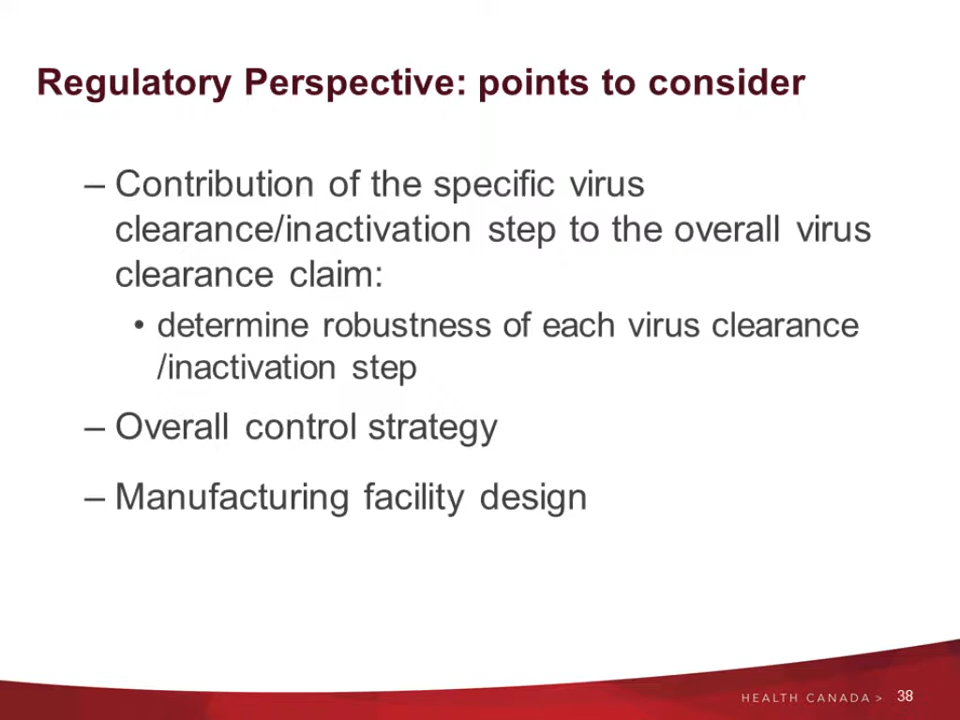 Regulatory Perspective: points to consider
– Contribution of the specific virus
clearance/inactivation step to the overall virus
clearance claim:
• determine robustness of each virus clearance
/inactivation step
– Overall control strategy
– Manufacturing facility design
HEALTH CANADA > 38